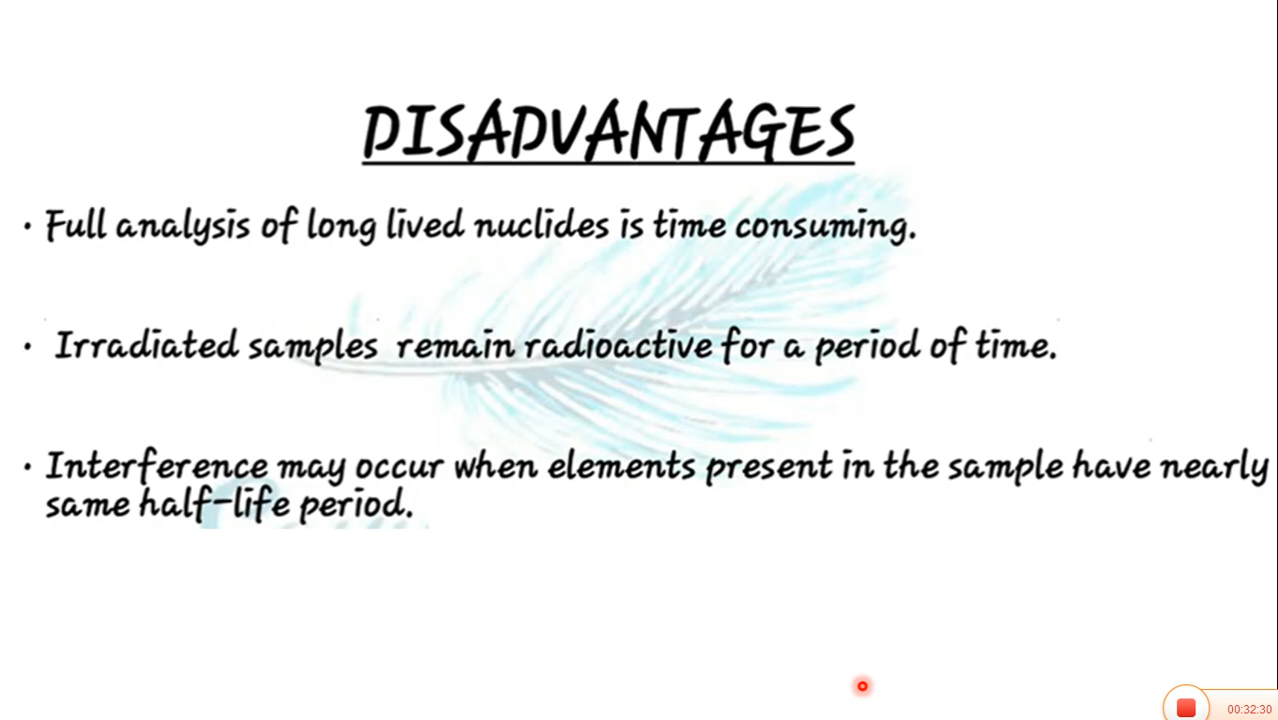 DISADVANTAGES
• Full analysis of long lived nuclides is time consuming.
• Irradiated samples remain radioactive for a period of time.
• Interference may occur when elements present in the sample have nearly
same half-life period.
00:32:30